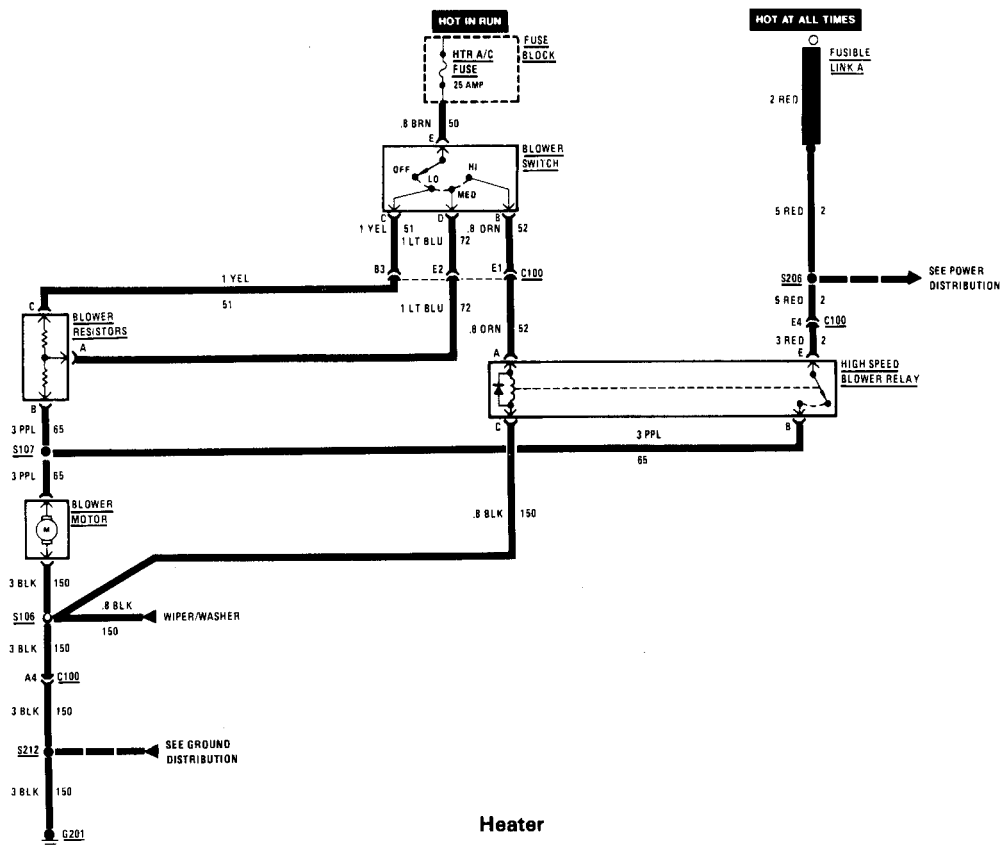 HOT IN RUN
HOT AT ALL TIMES
FUSE
BLOCK
HTR A/C
FUSE
25 AMP
FUSIBLE
LINK A
2 RED
.8 BRN 50
E
BLOWER
SWITCH
OFF
LO
MED
HI
C
D
B
1 YEL 51
1 LT BLU 72
.8 ORN 52
5 RED 2
B3
E2
E1
C100
S206
SEE POWER
DISTRIBUTION
1 YEL
51
1 LT BLU 72
.8 ORN 52
5 RED 2
E4 C100
3 RED 2
C
BLOWER
RESISTORS
A
B
A
E
HIGH SPEED
BLOWER RELAY
C
B
3 PPL 65
S107
3 PPL
65
3 PPL 65
BLOWER
MOTOR
M
.8 BLK 150
3 BLK 150
S106
.8 BLK
150
WIPER/WASHER
3 BLK 150
A4 C100
3 BLK 150
S212
SEE GROUND
DISTRIBUTION
3 BLK 150
G201
Heater